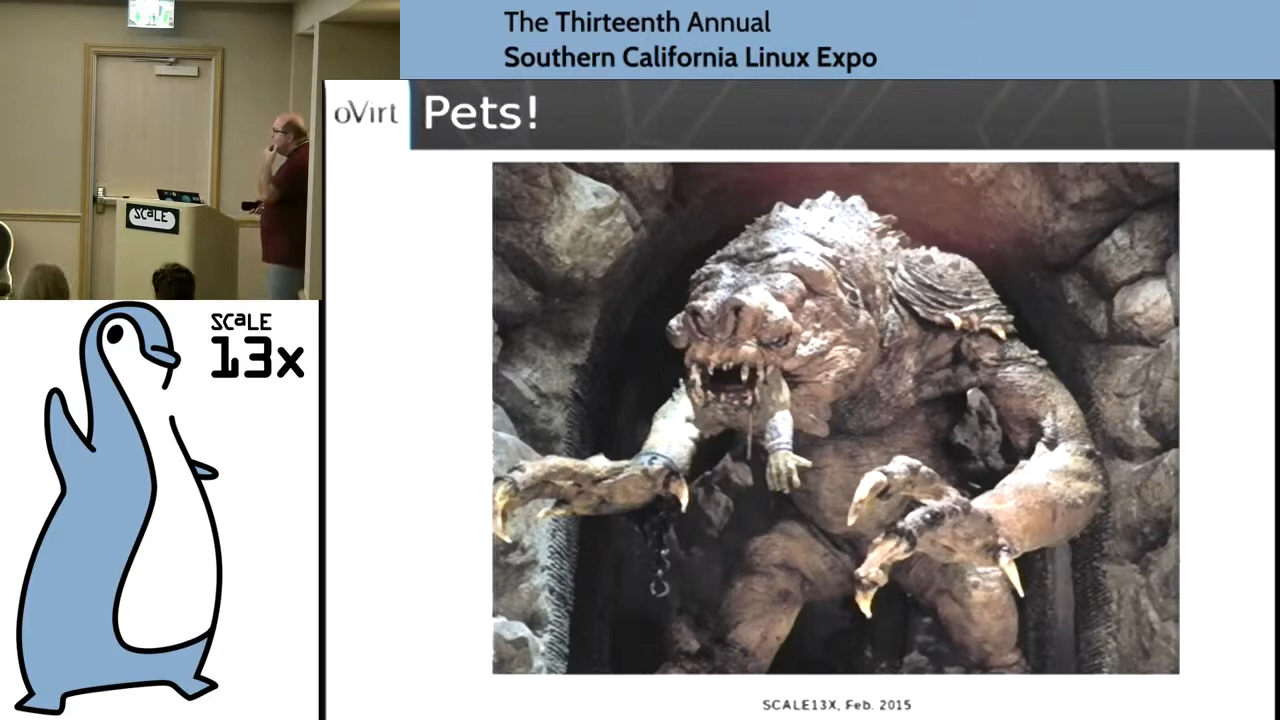 The Thirteenth Annual
Southern California Linux Expo
oVirt
Pets!
SCALE
SCALE
13x
SCALE13X, Feb. 2015